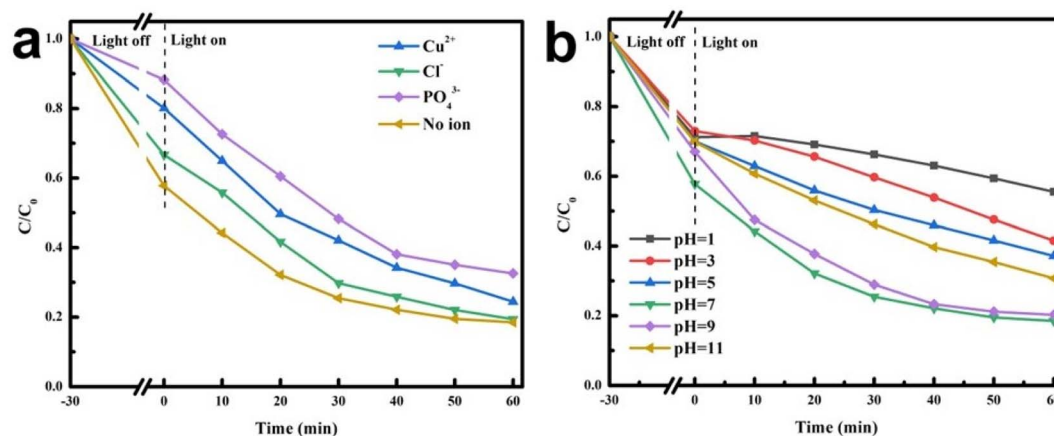 a
Light off
Light on
Cu²⁺
Cl⁻
PO₄³⁻
No ion
C/C₀
1.0
0.8
0.6
0.4
0.2
0.0
-30 0 10 20 30 40 50 60
Time (min)
b
Light off
Light on
pH=1
pH=3
pH=5
pH=7
pH=9
pH=11
C/C₀
1.0
0.8
0.6
0.4
0.2
0.0
-30 0 10 20 30 40 50 60
Time (min)